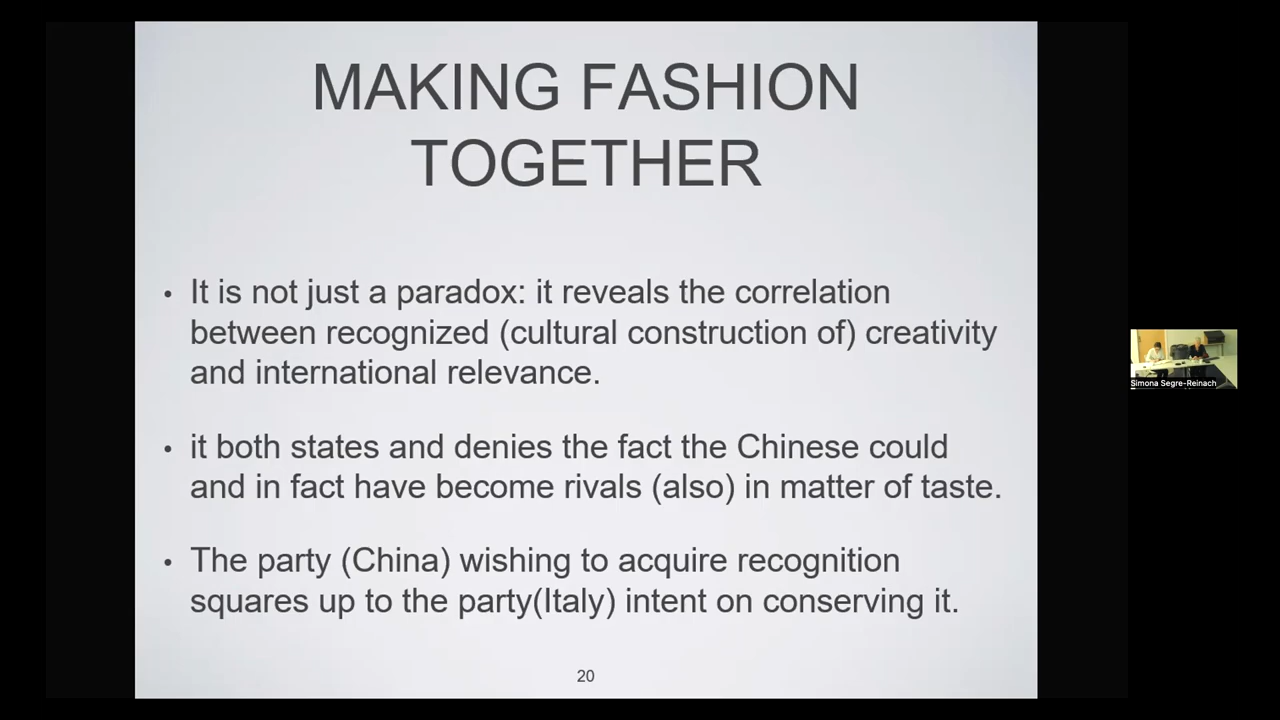 MAKING FASHION
TOGETHER
• It is not just a paradox: it reveals the correlation
between recognized (cultural construction of) creativity
and international relevance.
• it both states and denies the fact the Chinese could
and in fact have become rivals (also) in matter of taste.
• The party (China) wishing to acquire recognition
squares up to the party(Italy) intent on conserving it.
20
Simona Segre-Reinach